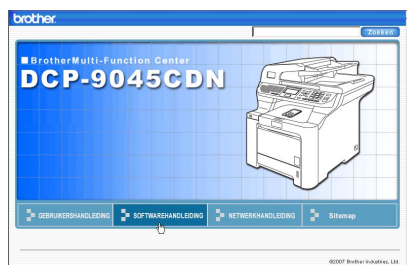 brother.
Zoeken
BrotherMulti-Function Center
DCP-9045CDN
GEBRUIKERSHANDLEIDING SOFTWAREHANDLEIDING NETWERKHANDLEIDING Sitemap
©2007 Brother Industries, Ltd.